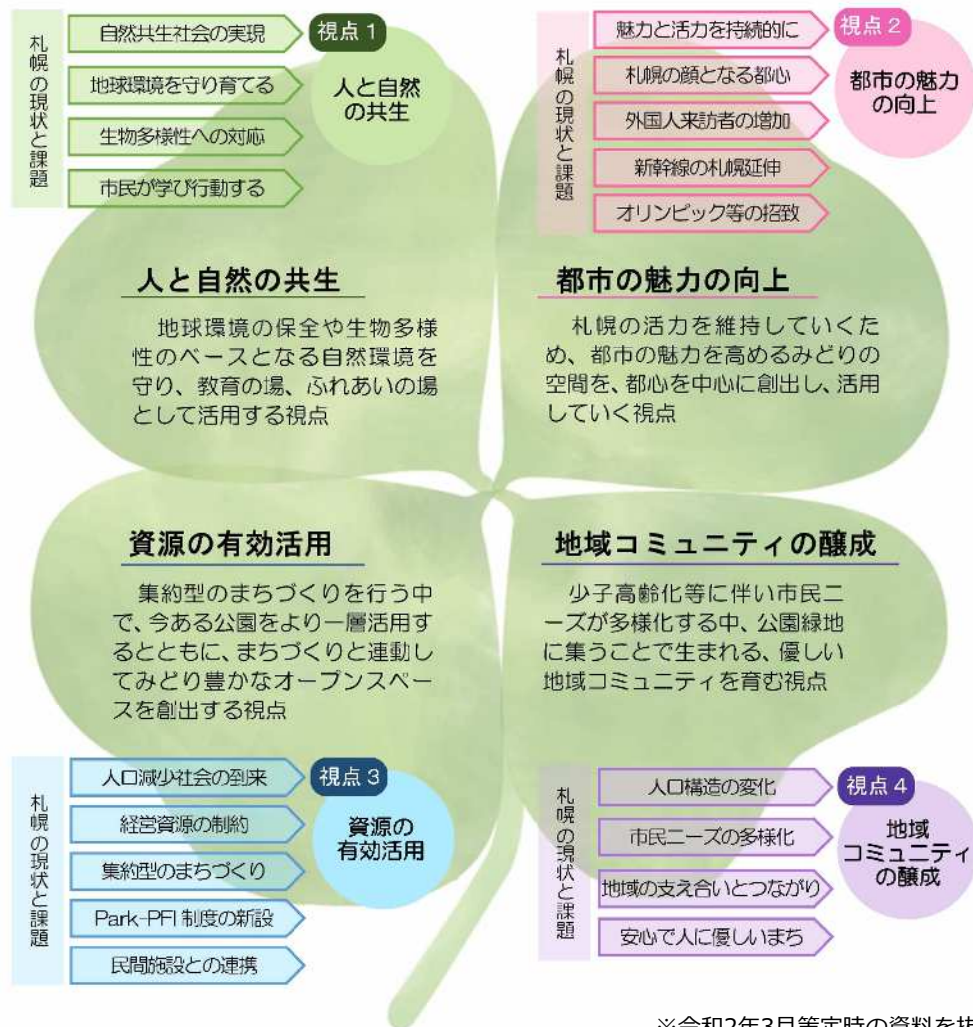 札幌の現状と課題
自然共生社会の実現
地球環境を守り育てる
生物多様性への対応
市民が学び行動する
視点1
人と自然
の共生
札幌の現状と課題
魅力と活力を持続的に
札幌の顔となる都心
外国人来訪者の増加
新幹線の札幌延伸
オリンピック等の招致
視点2
都市の魅力
の向上
人と自然の共生
地球環境の保全や生物多様
性のベースとなる自然環境を
守り、教育の場、ふれあいの場
として活用する視点
都市の魅力の向上
札幌の活力を維持していくた
め、都市の魅力を高めるみどりの
空間を、都心を中心に創出し、活用
していく視点
資源の有効活用
集約型のまちづくりを行う中
で、今ある公園をより一層活用す
るとともに、まちづくりと連動し
てみどり豊かなオープンスペー
スを創出する視点
地域コミュニティの醸成
少子高齢化等に伴い市民ニ
ーズが多様化する中、公園緑地
に集うことで生まれる、優しい
地域コミュニティを育む視点
札幌の現状と課題
人口減少社会の到来
経営資源の制約
集約型のまちづくり
Park-PFI 制度の新設
民間施設との連携
視点3
資源の
有効活用
札幌の現状と課題
人口構造の変化
市民ニーズの多様化
地域の支え合いとつながり
安心で人に優しいまち
視点4
地域
コミュニティ
の醸成
※令和2年3月策定時の資料を抜